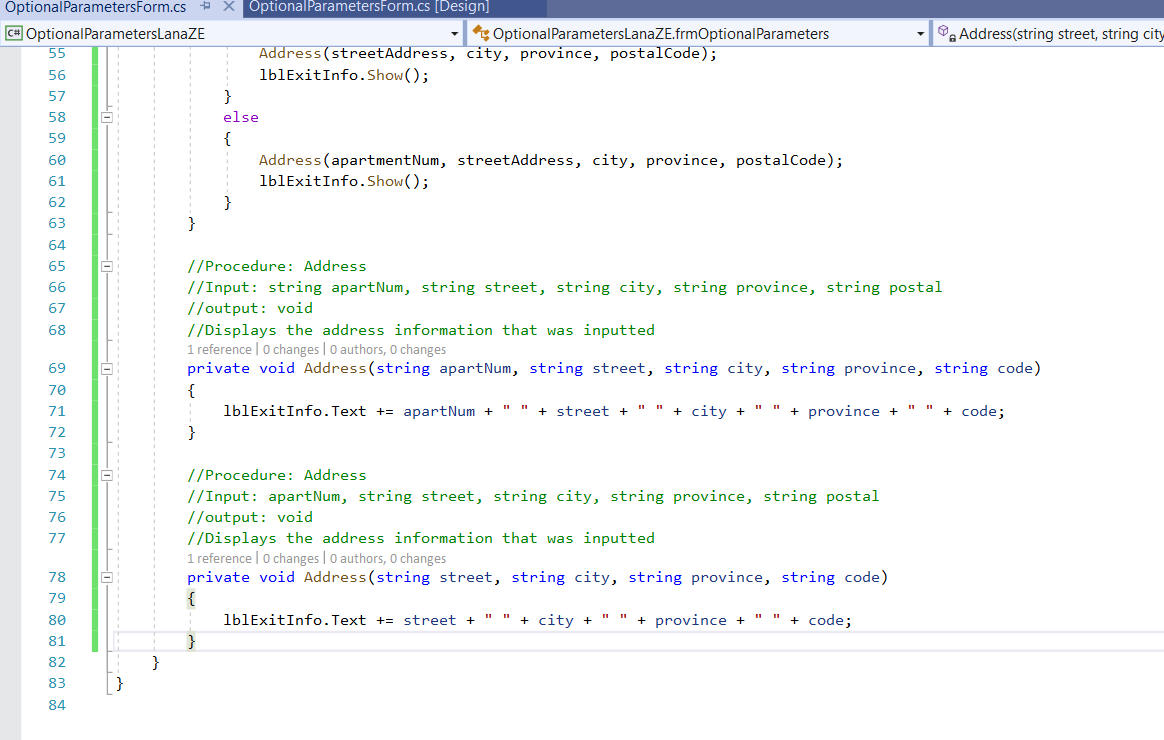 OptionalParametersForm.cs OptionalParametersForm.cs [Design]
C# OptionalParametersLanaZE OptionalParametersLanaZE.frmOptionalParameters Address(string street, string city
55 Address(streetAddress, city, province, postalCode);
56 lblExitInfo.Show();
57 }
58 else
59 {
60 Address(apartmentNum, streetAddress, city, province, postalCode);
61 lblExitInfo.Show();
62 }
63 }
64
65 //Procedure: Address
66 //Input: string apartNum, string street, string city, string province, string postal
67 //output: void
68 //Displays the address information that was inputted
1 reference | 0 changes | 0 authors, 0 changes
69 private void Address(string apartNum, string street, string city, string province, string code)
70 {
71 lblExitInfo.Text += apartNum + " " + street + " " + city + " " + province + " " + code;
72 }
73
74 //Procedure: Address
75 //Input: apartNum, string street, string city, string province, string postal
76 //output: void
77 //Displays the address information that was inputted
1 reference | 0 changes | 0 authors, 0 changes
78 private void Address(string street, string city, string province, string code)
79 {
80 lblExitInfo.Text += street + " " + city + " " + province + " " + code;
81 }
82 }
83 }
84